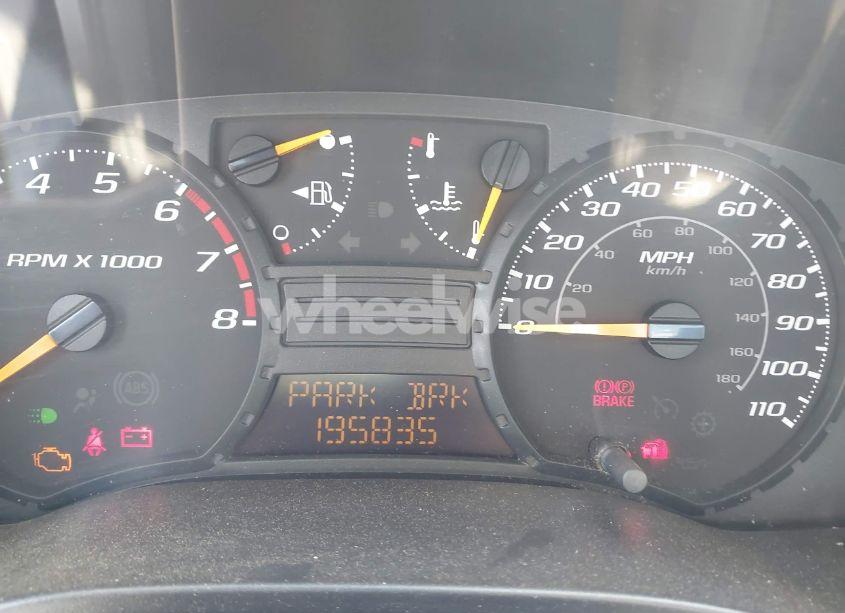 4 5 6 7 8
RPM X 1000
ABS
0 10 20 30 40 50 60 70 80 90 100 110
MPH
km/h
20 40 60 80 100 120 140 160 180
wheelwise
PARK BRK
195835
(!) (P)
BRAKE